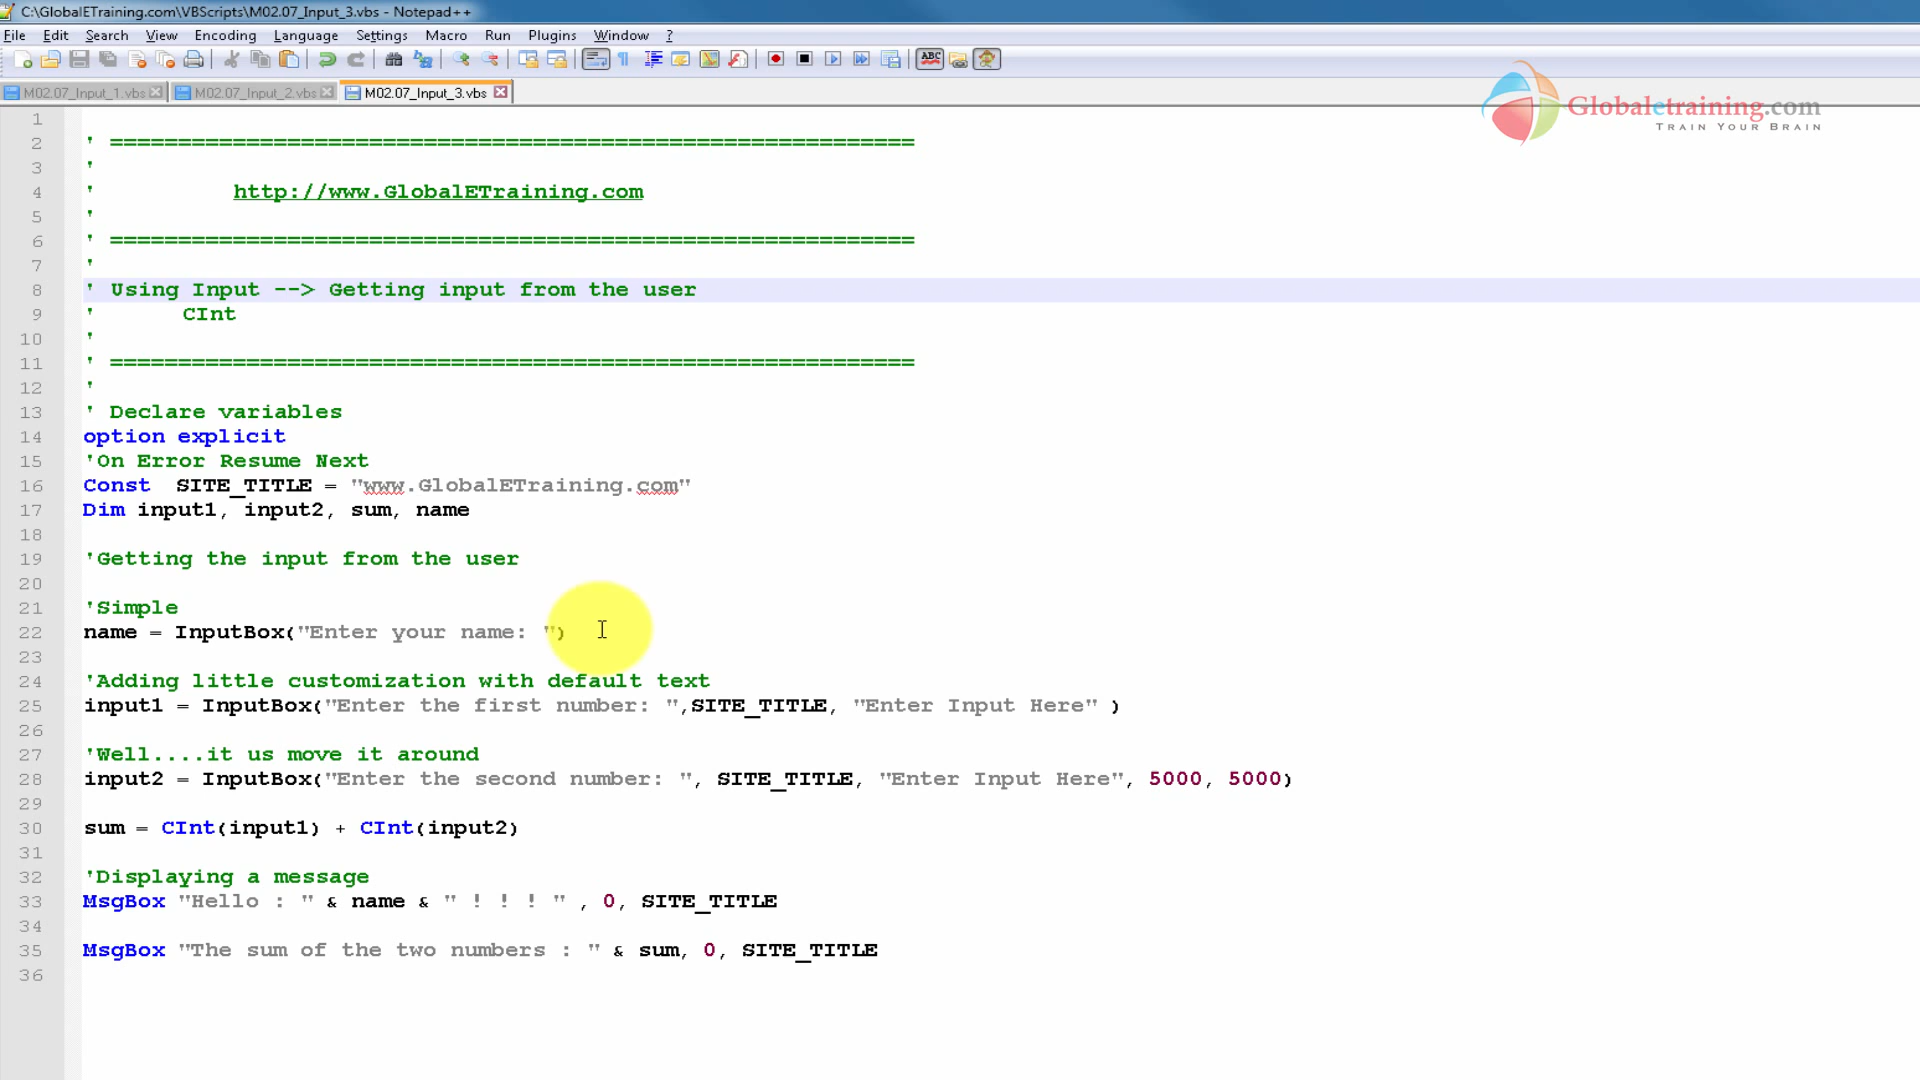 C:\GlobalETraining.com\VBScripts\M02.07_Input_3.vbs - Notepad++
File Edit Search View Encoding Language Settings Macro Run Plugins Window ?
ABC
M02.07_Input_1.vbs M02.07_Input_2.vbs M02.07_Input_3.vbs
Globaletraining.com
TRAIN YOUR BRAIN
1
2 ' ===========================================================
3 '
4 ' http://www.GlobalETraining.com
5 '
6 ' ===========================================================
7 '
8 ' Using Input --> Getting input from the user
9 ' CInt
10 '
11 ' ===========================================================
12 '
13 ' Declare variables
14 option explicit
15 'On Error Resume Next
16 Const SITE_TITLE = "www.GlobalETraining.com"
17 Dim input1, input2, sum, name
18
19 'Getting the input from the user
20
21 'Simple
22 name = InputBox("Enter your name: ")
23
24 'Adding little customization with default text
25 input1 = InputBox("Enter the first number: ",SITE_TITLE, "Enter Input Here" )
26
27 'Well....it us move it around
28 input2 = InputBox("Enter the second number: ", SITE_TITLE, "Enter Input Here", 5000, 5000)
29
30 sum = CInt(input1) + CInt(input2)
31
32 'Displaying a message
33 MsgBox "Hello : " & name & " ! ! ! " , 0, SITE_TITLE
34
35 MsgBox "The sum of the two numbers : " & sum, 0, SITE_TITLE
36